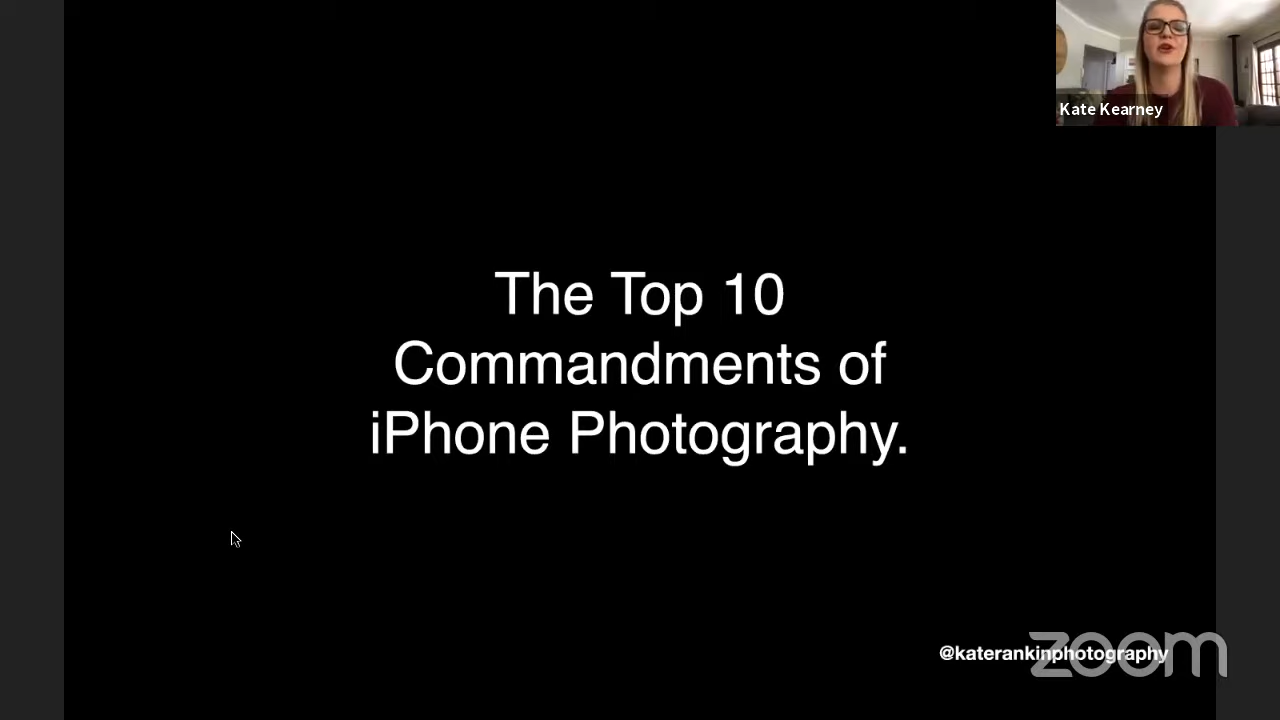 Kate Kearney
The Top 10
Commandments of
iPhone Photography.
@katerankinphotography
zoom